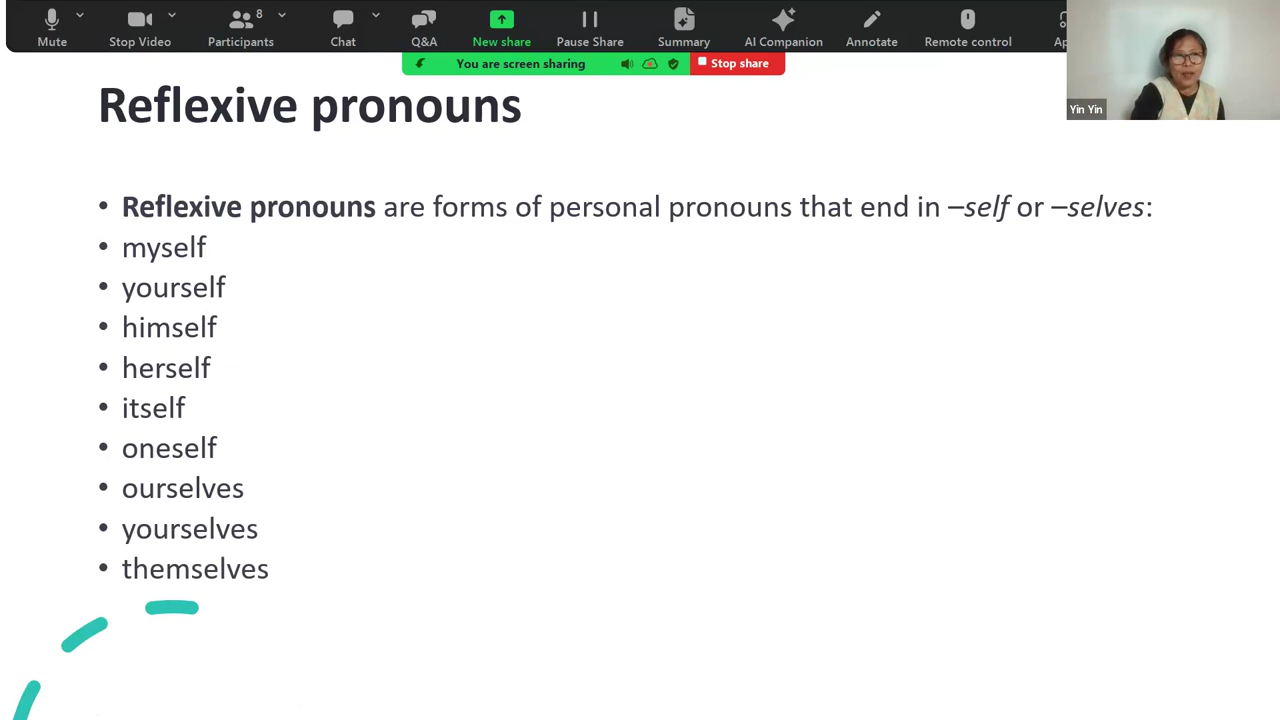 Mute
Stop Video
Participants
8
Chat
Q&A
New share
Pause Share
Summary
AI Companion
Annotate
Remote control
You are screen sharing
Stop share
Yin Yin
Reflexive pronouns
• Reflexive pronouns are forms of personal pronouns that end in –self or –selves:
• myself
• yourself
• himself
• herself
• itself
• oneself
• ourselves
• yourselves
• themselves